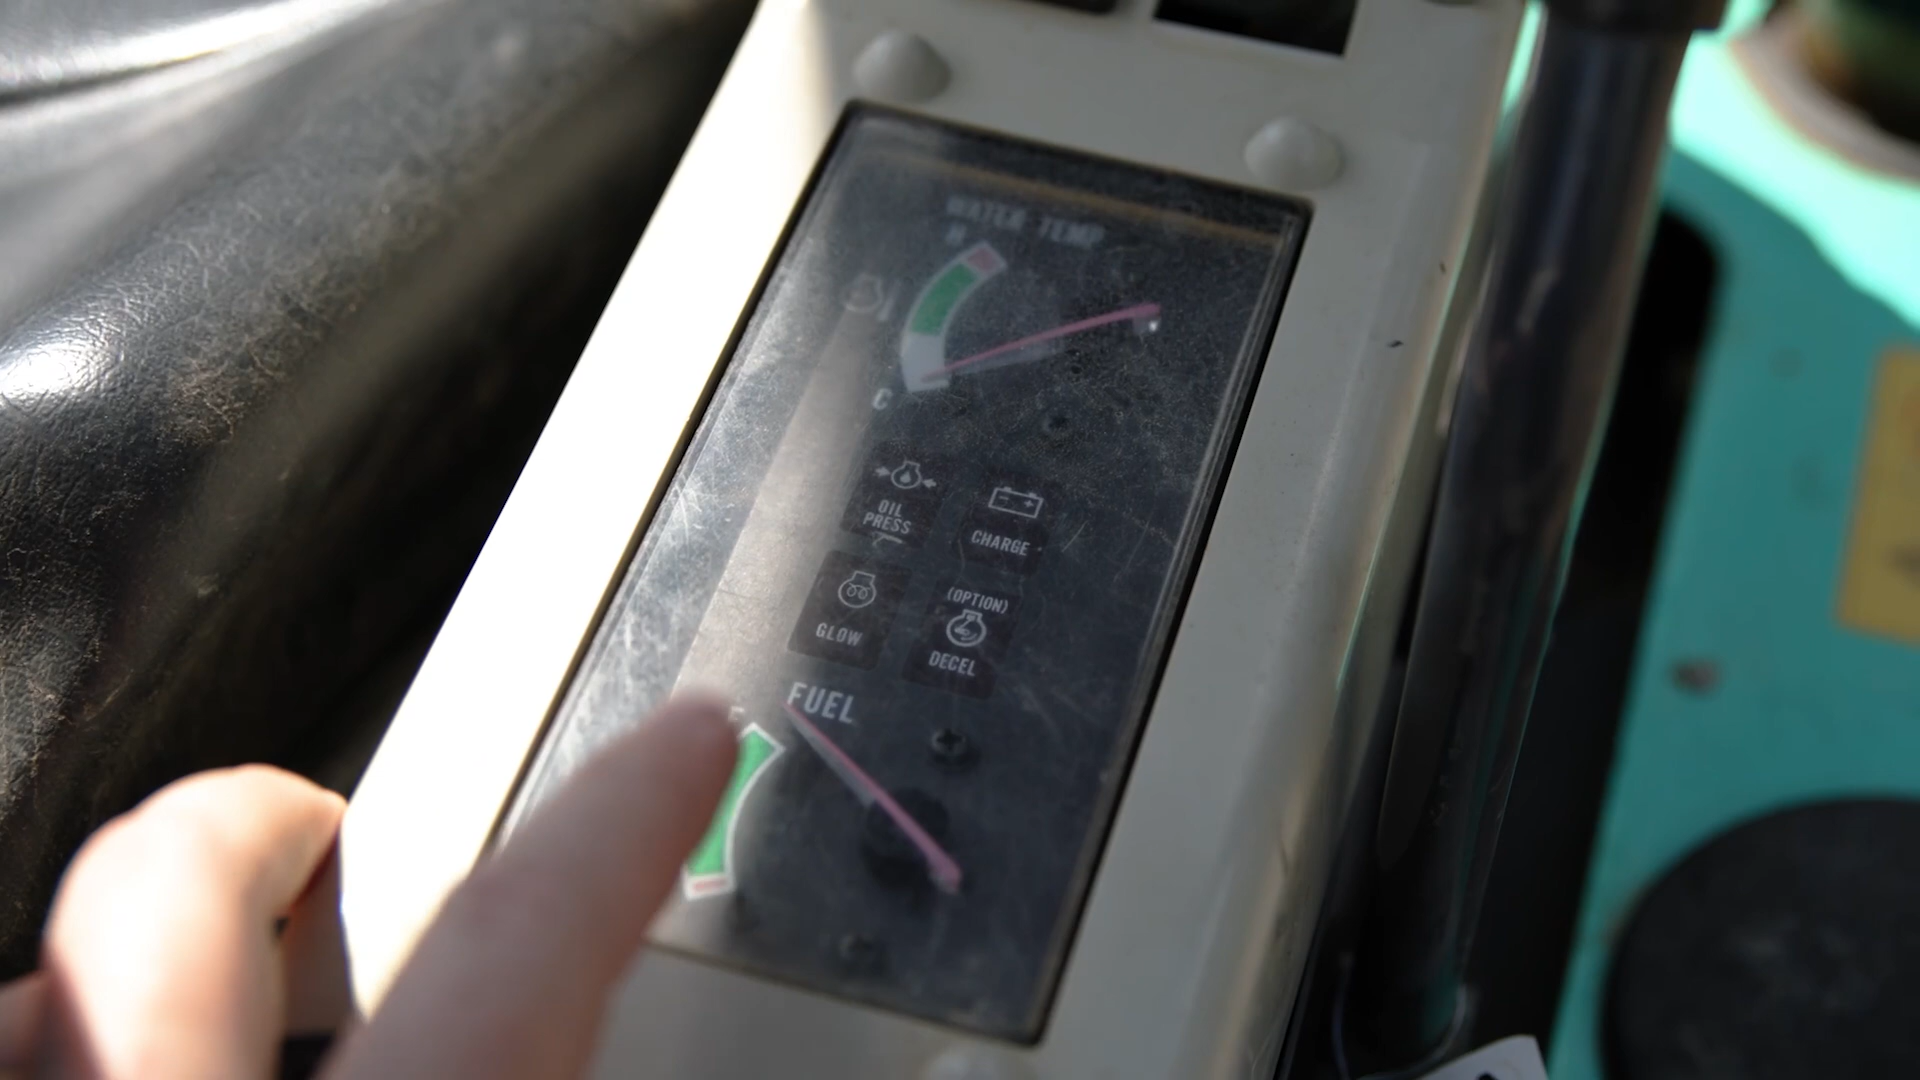 WATER TEMP
H
C
OIL
PRESS
CHARGE
GLOW
(OPTION)
DECEL
FUEL
F